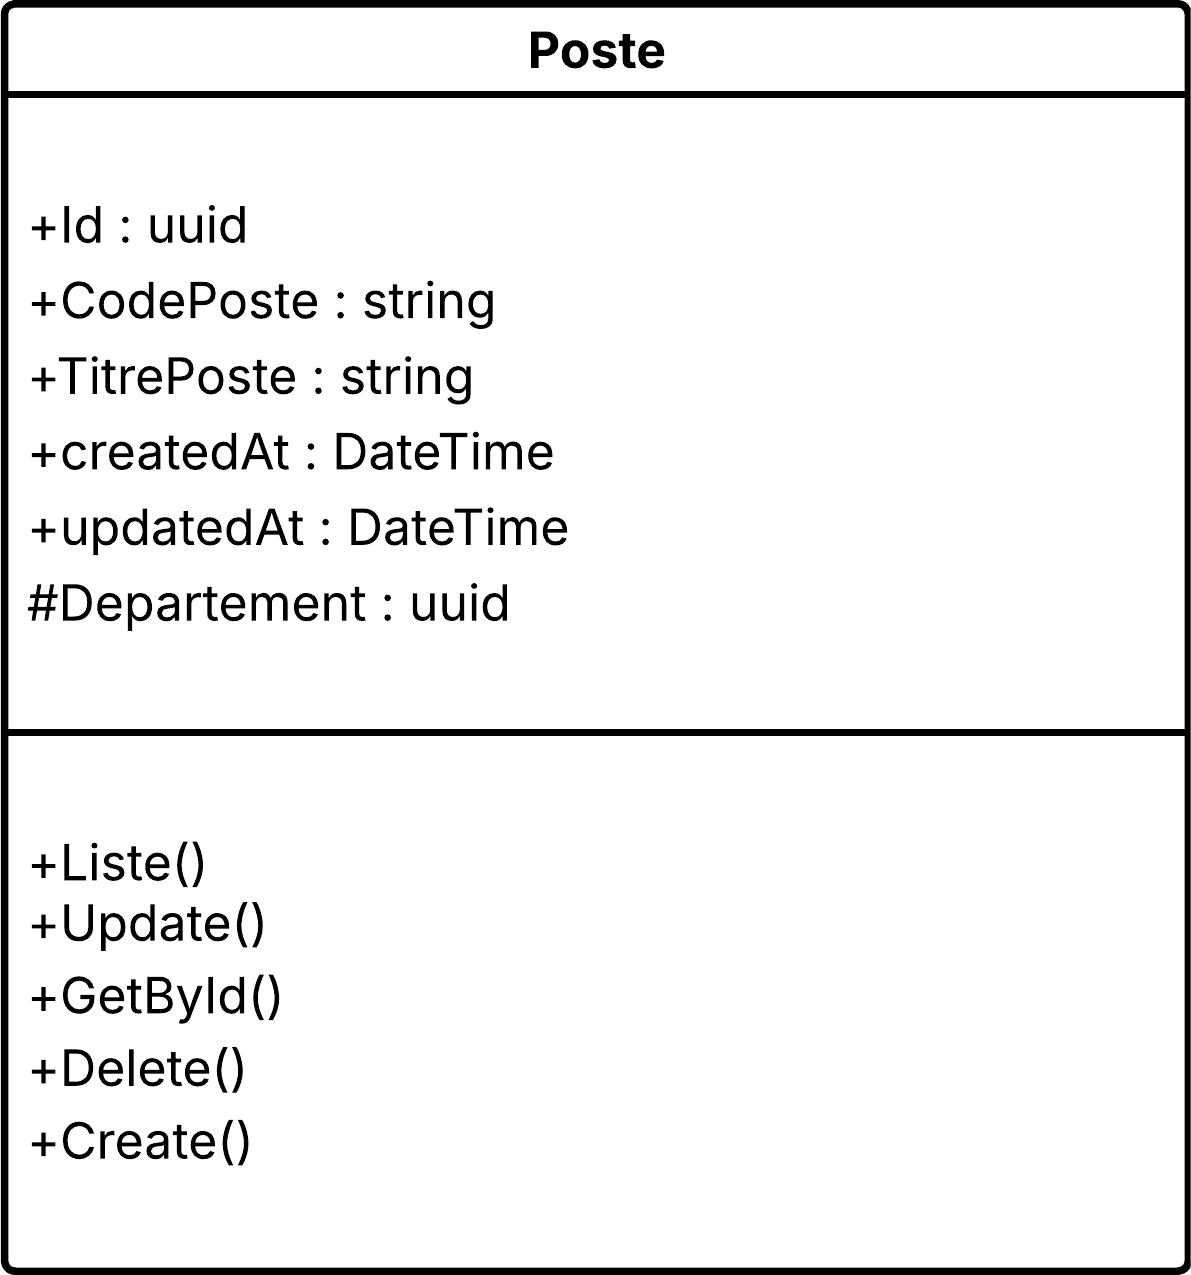 Poste
+Id : uuid
+CodePoste : string
+TitrePoste : string
+createdAt : DateTime
+updatedAt : DateTime
#Departement : uuid
+Liste()
+Update()
+GetById()
+Delete()
+Create()